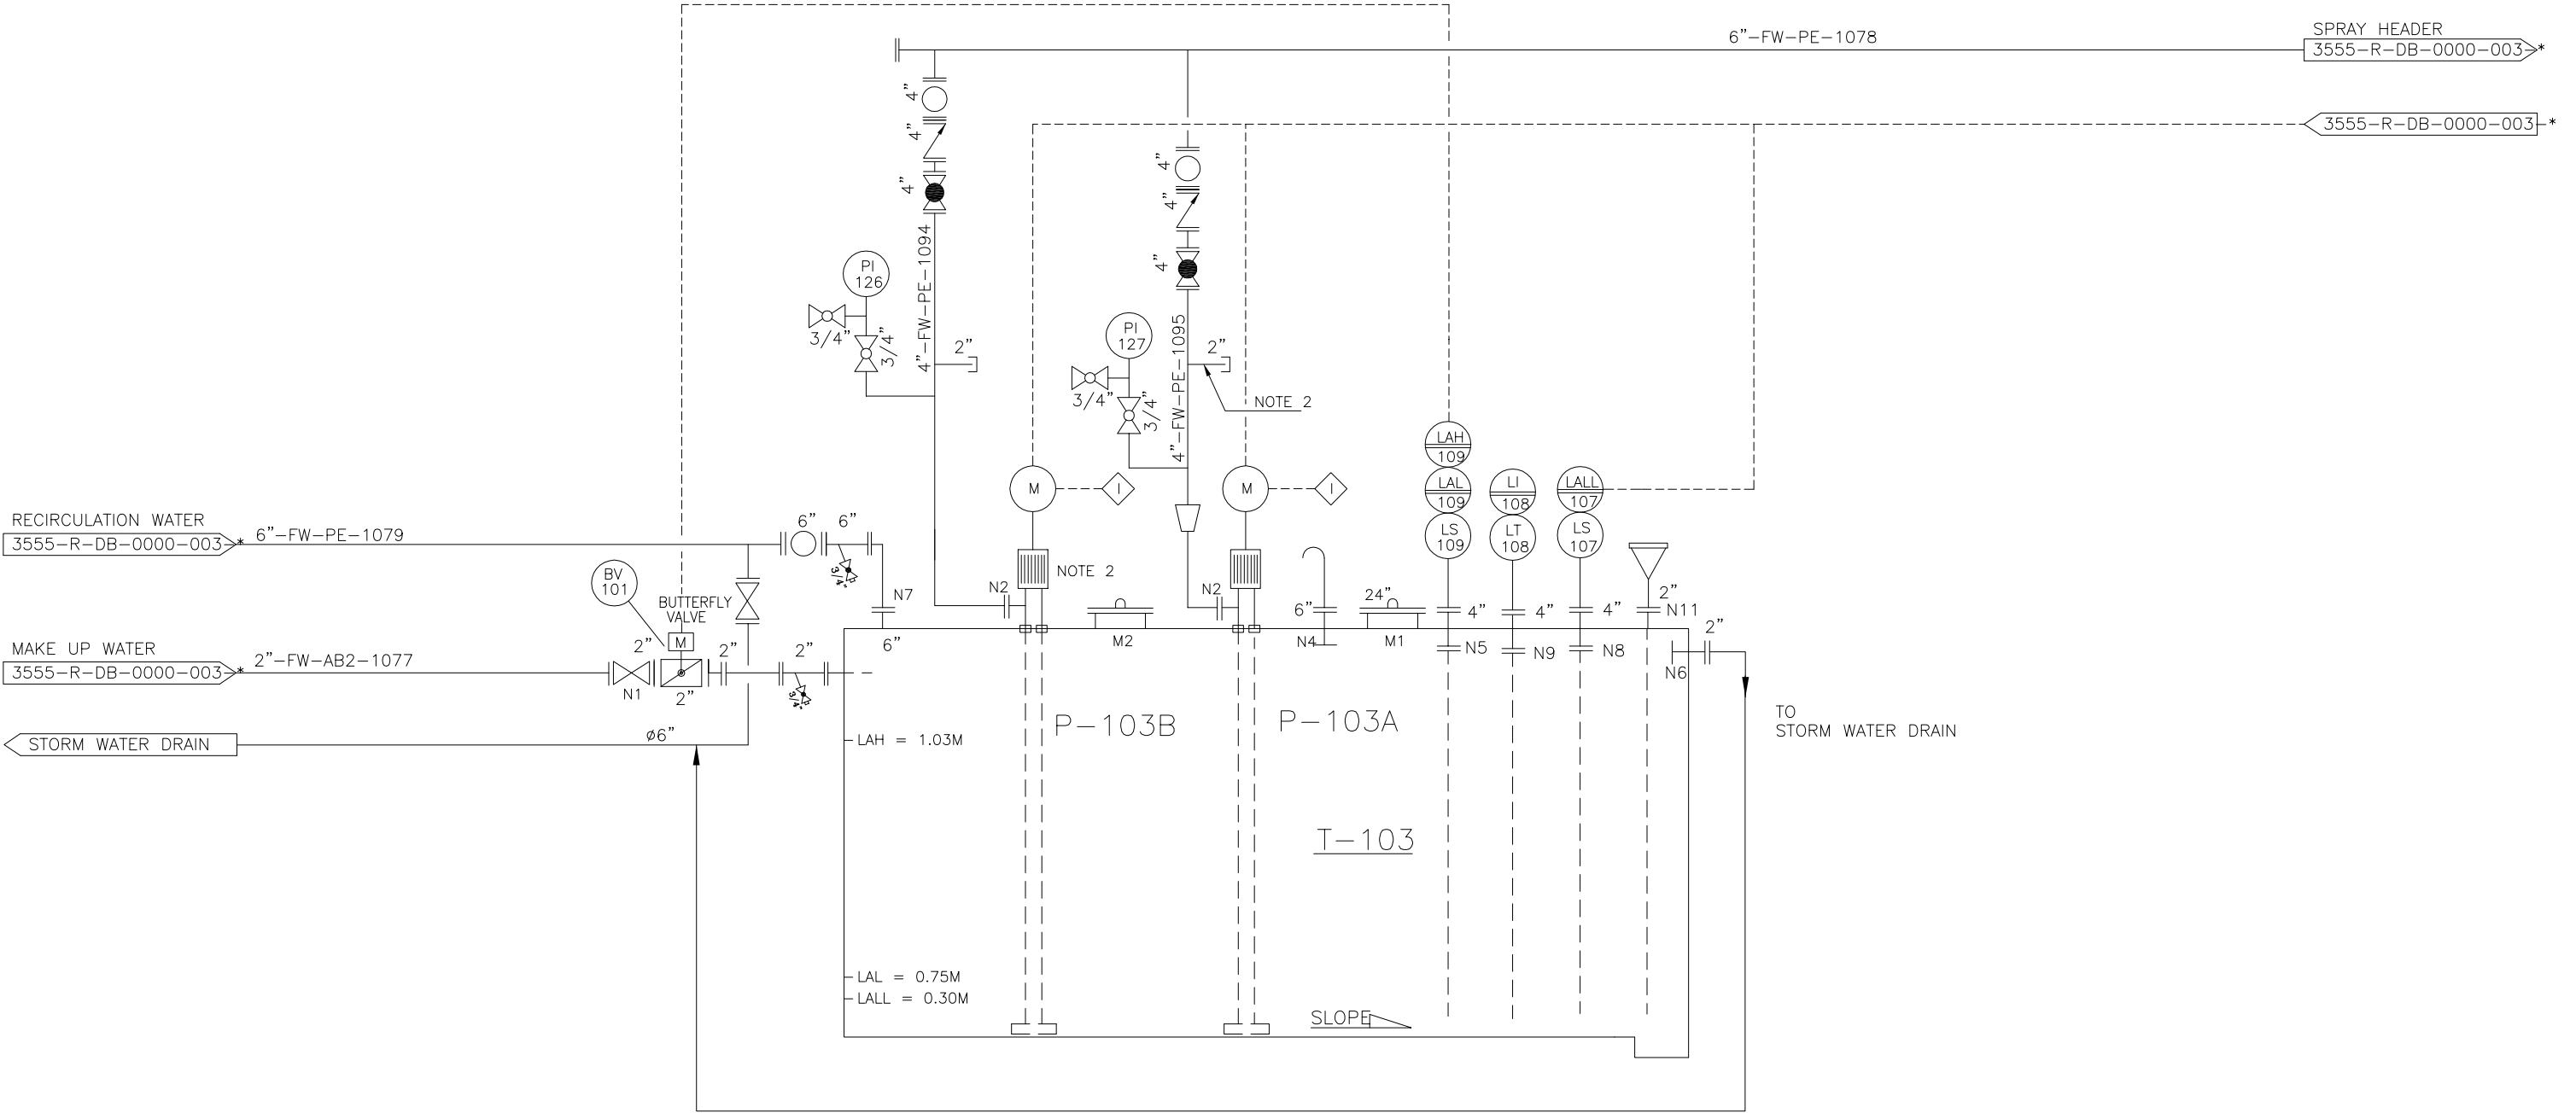 6”-FW-PE-1078
SPRAY HEADER
3555-R-DB-0000-003
*
3555-R-DB-0000-003
*
4”
4”
4”
4”-FW-PE-1094
PI
126
3/4”
3/4”
2”
4”
4”
4”
4”-FW-PE-1095
PI
127
3/4”
3/4”
2”
NOTE 2
M
I
M
I
LAH
109
LAL
109
LS
109
LI
108
LT
108
LALL
107
LS
107
RECIRCULATION WATER
3555-R-DB-0000-003
*
6”-FW-PE-1079
6”
6”
3/4"
N7
6”
BV
101
BUTTERFLY
VALVE
M
2”
2”
N1
2”
2”
3/4"
MAKE UP WATER
3555-R-DB-0000-003
*
2”-FW-AB2-1077
STORM WATER DRAIN
ø6”
N2
NOTE 2
M2
N2
6”
N4
24”
M1
4”
N5
4”
N9
4”
N8
2”
N11
2”
N6
TO
STORM WATER DRAIN
P-103B
P-103A
T-103
LAH = 1.03M
LAL = 0.75M
LALL = 0.30M
SLOPE